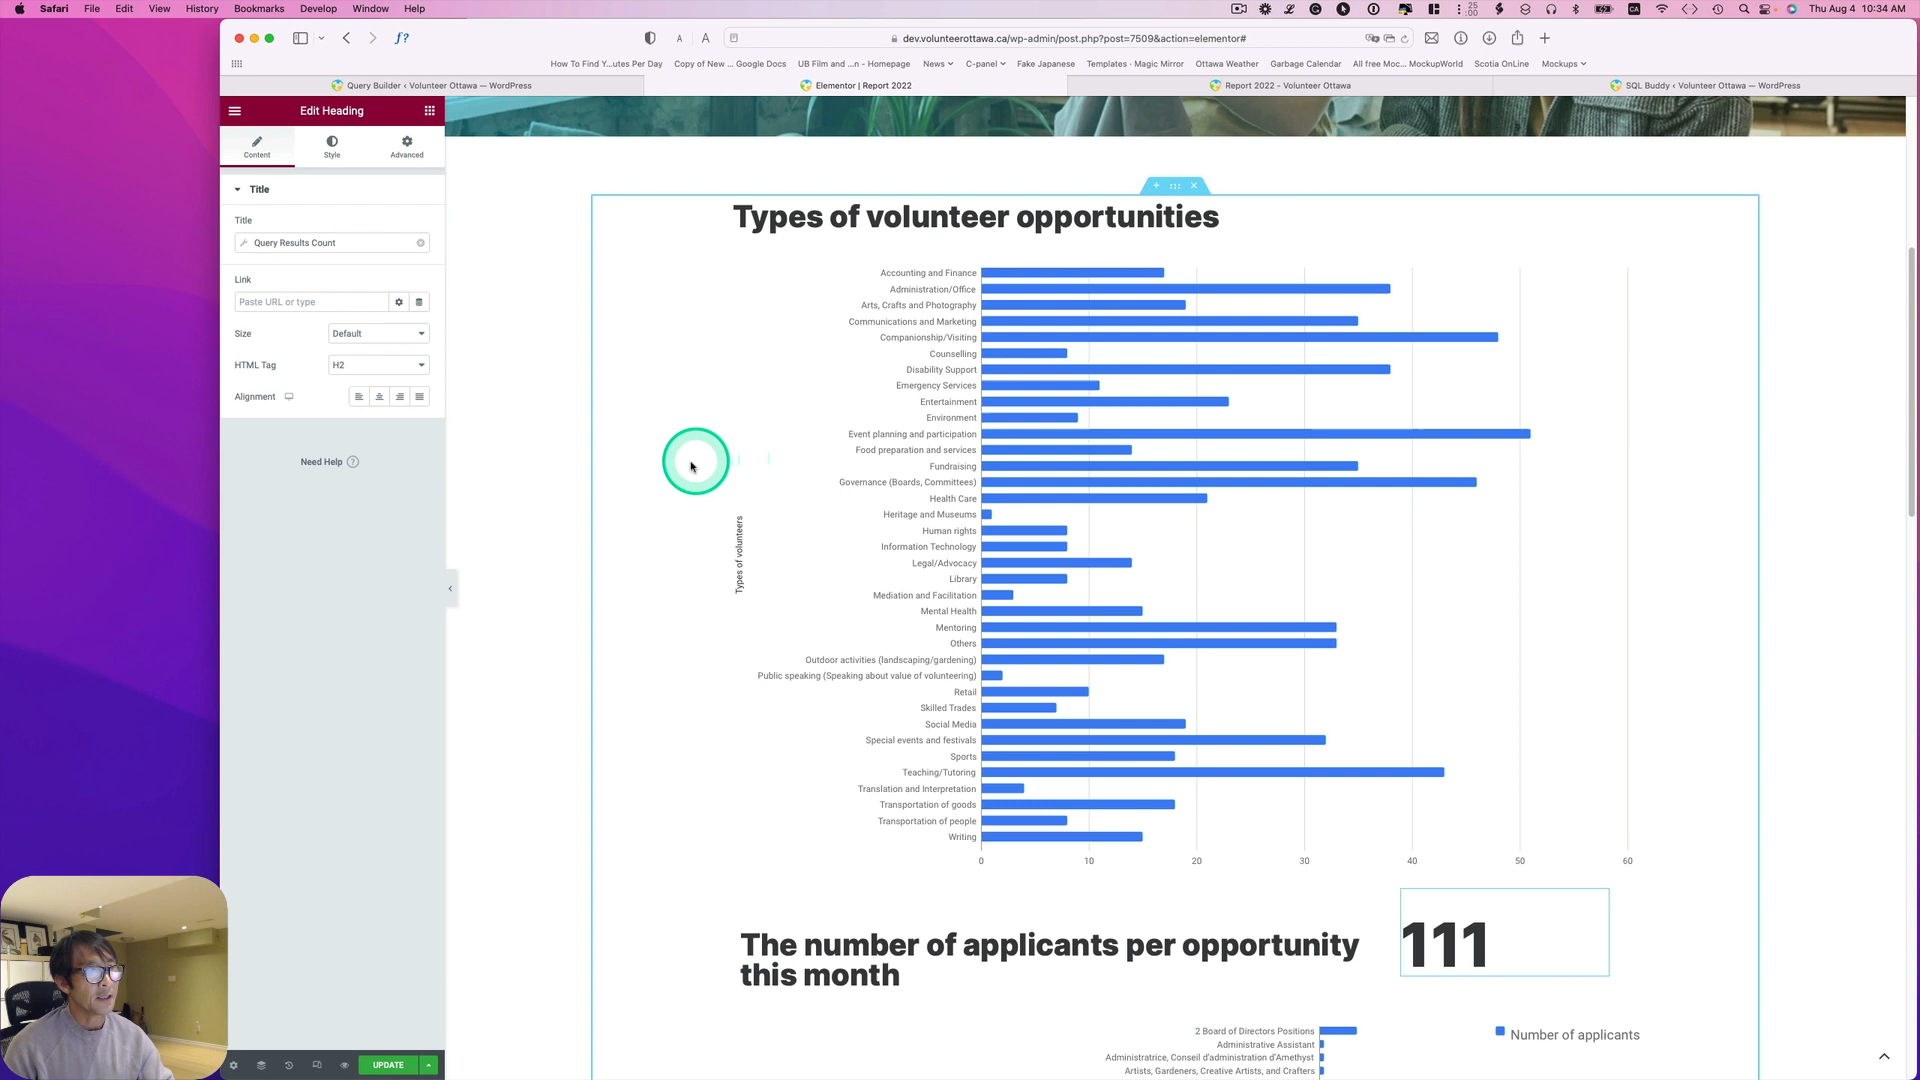 Safari File Edit View History Bookmarks Develop Window Help
25
:00
CA
Thu Aug 4 10:34 AM
f?
A A
dev.volunteerottawa.ca/wp-admin/post.php?post=7509&action=elementor#
How To Find Y...utes Per Day Copy of New ... Google Docs UB Film and ...n - Homepage News C-panel Fake Japanese Templates · Magic Mirror Ottawa Weather Garbage Calendar All free Moc... MockupWorld Scotia OnLine Mockups
Query Builder ‹ Volunteer Ottawa — WordPress
Elementor | Report 2022
Report 2022 - Volunteer Ottawa
SQL Buddy ‹ Volunteer Ottawa — WordPress
Edit Heading
Content Style Advanced
Title
Title
Query Results Count
Link
Paste URL or type
Size Default
HTML Tag H2
Alignment
Need Help ?
UPDATE
Types of volunteer opportunities
Types of volunteers
Accounting and Finance
Administration/Office
Arts, Crafts and Photography
Communications and Marketing
Companionship/Visiting
Counselling
Disability Support
Emergency Services
Entertainment
Environment
Event planning and participation
Food preparation and services
Fundraising
Governance (Boards, Committees)
Health Care
Heritage and Museums
Human rights
Information Technology
Legal/Advocacy
Library
Mediation and Facilitation
Mental Health
Mentoring
Others
Outdoor activities (landscaping/gardening)
Public speaking (Speaking about value of volunteering)
Retail
Skilled Trades
Social Media
Special events and festivals
Sports
Teaching/Tutoring
Translation and Interpretation
Transportation of goods
Transportation of people
Writing
0 10 20 30 40 50 60
The number of applicants per opportunity
this month
111
2 Board of Directors Positions
Administrative Assistant
Administratrice, Conseil d'administration d'Amethyst
Artists, Gardeners, Creative Artists, and Crafters
Number of applicants